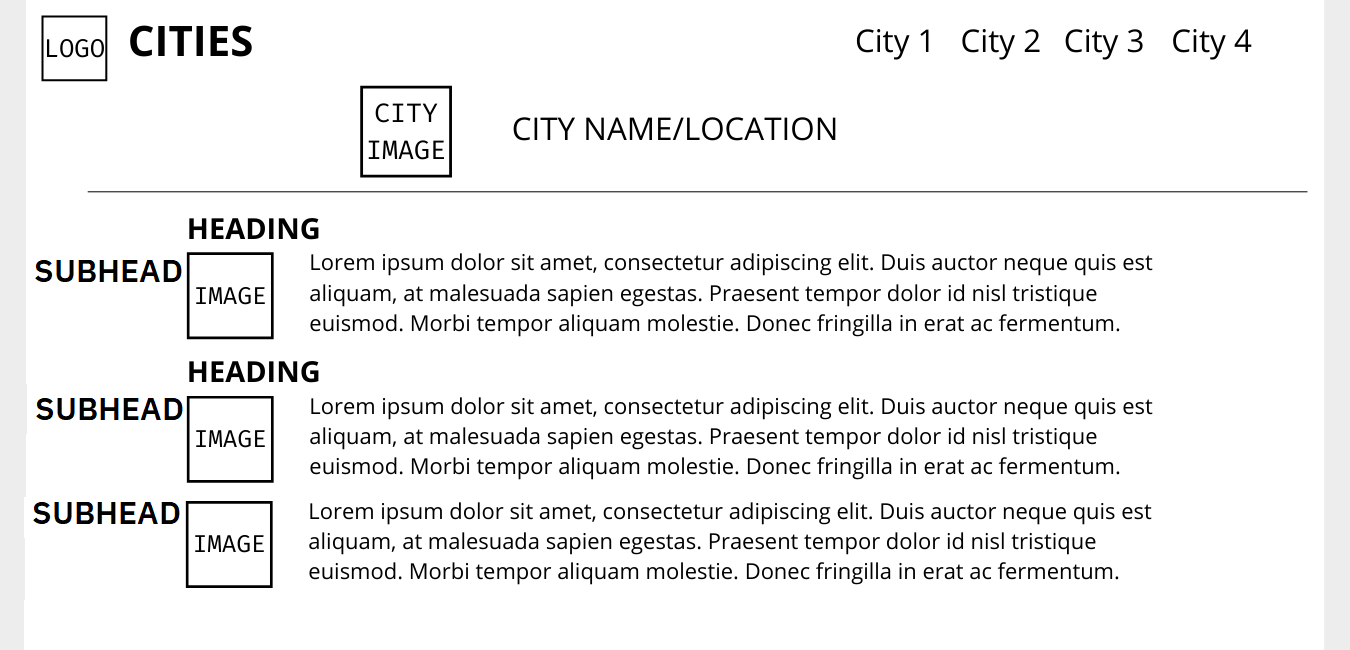 LOGO CITIES City 1 City 2 City 3 City 4
CITY
IMAGE
CITY NAME/LOCATION
HEADING
SUBHEAD
IMAGE
Lorem ipsum dolor sit amet, consectetur adipiscing elit. Duis auctor neque quis est
aliquam, at malesuada sapien egestas. Praesent tempor dolor id nisl tristique
euismod. Morbi tempor aliquam molestie. Donec fringilla in erat ac fermentum.
HEADING
SUBHEAD
IMAGE
Lorem ipsum dolor sit amet, consectetur adipiscing elit. Duis auctor neque quis est
aliquam, at malesuada sapien egestas. Praesent tempor dolor id nisl tristique
euismod. Morbi tempor aliquam molestie. Donec fringilla in erat ac fermentum.
SUBHEAD
IMAGE
Lorem ipsum dolor sit amet, consectetur adipiscing elit. Duis auctor neque quis est
aliquam, at malesuada sapien egestas. Praesent tempor dolor id nisl tristique
euismod. Morbi tempor aliquam molestie. Donec fringilla in erat ac fermentum.